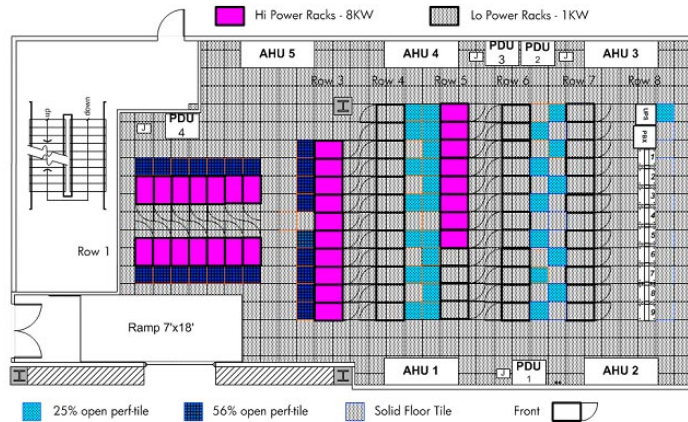 Hi Power Racks - 8KW
Lo Power Racks - 1KW
AHU 5
AHU 4
PDU 3
PDU 2
AHU 3
J
J
Row 3
Row 4
Row 5
Row 6
Row 7
Row 8
up
down
J
PDU 4
UPS
PBX
1
2
3
4
5
6
7
8
9
Row 1
Ramp 7'x18'
AHU 1
J
PDU 1
AHU 2
25% open perf-tile
56% open perf-tile
Solid Floor Tile
Front